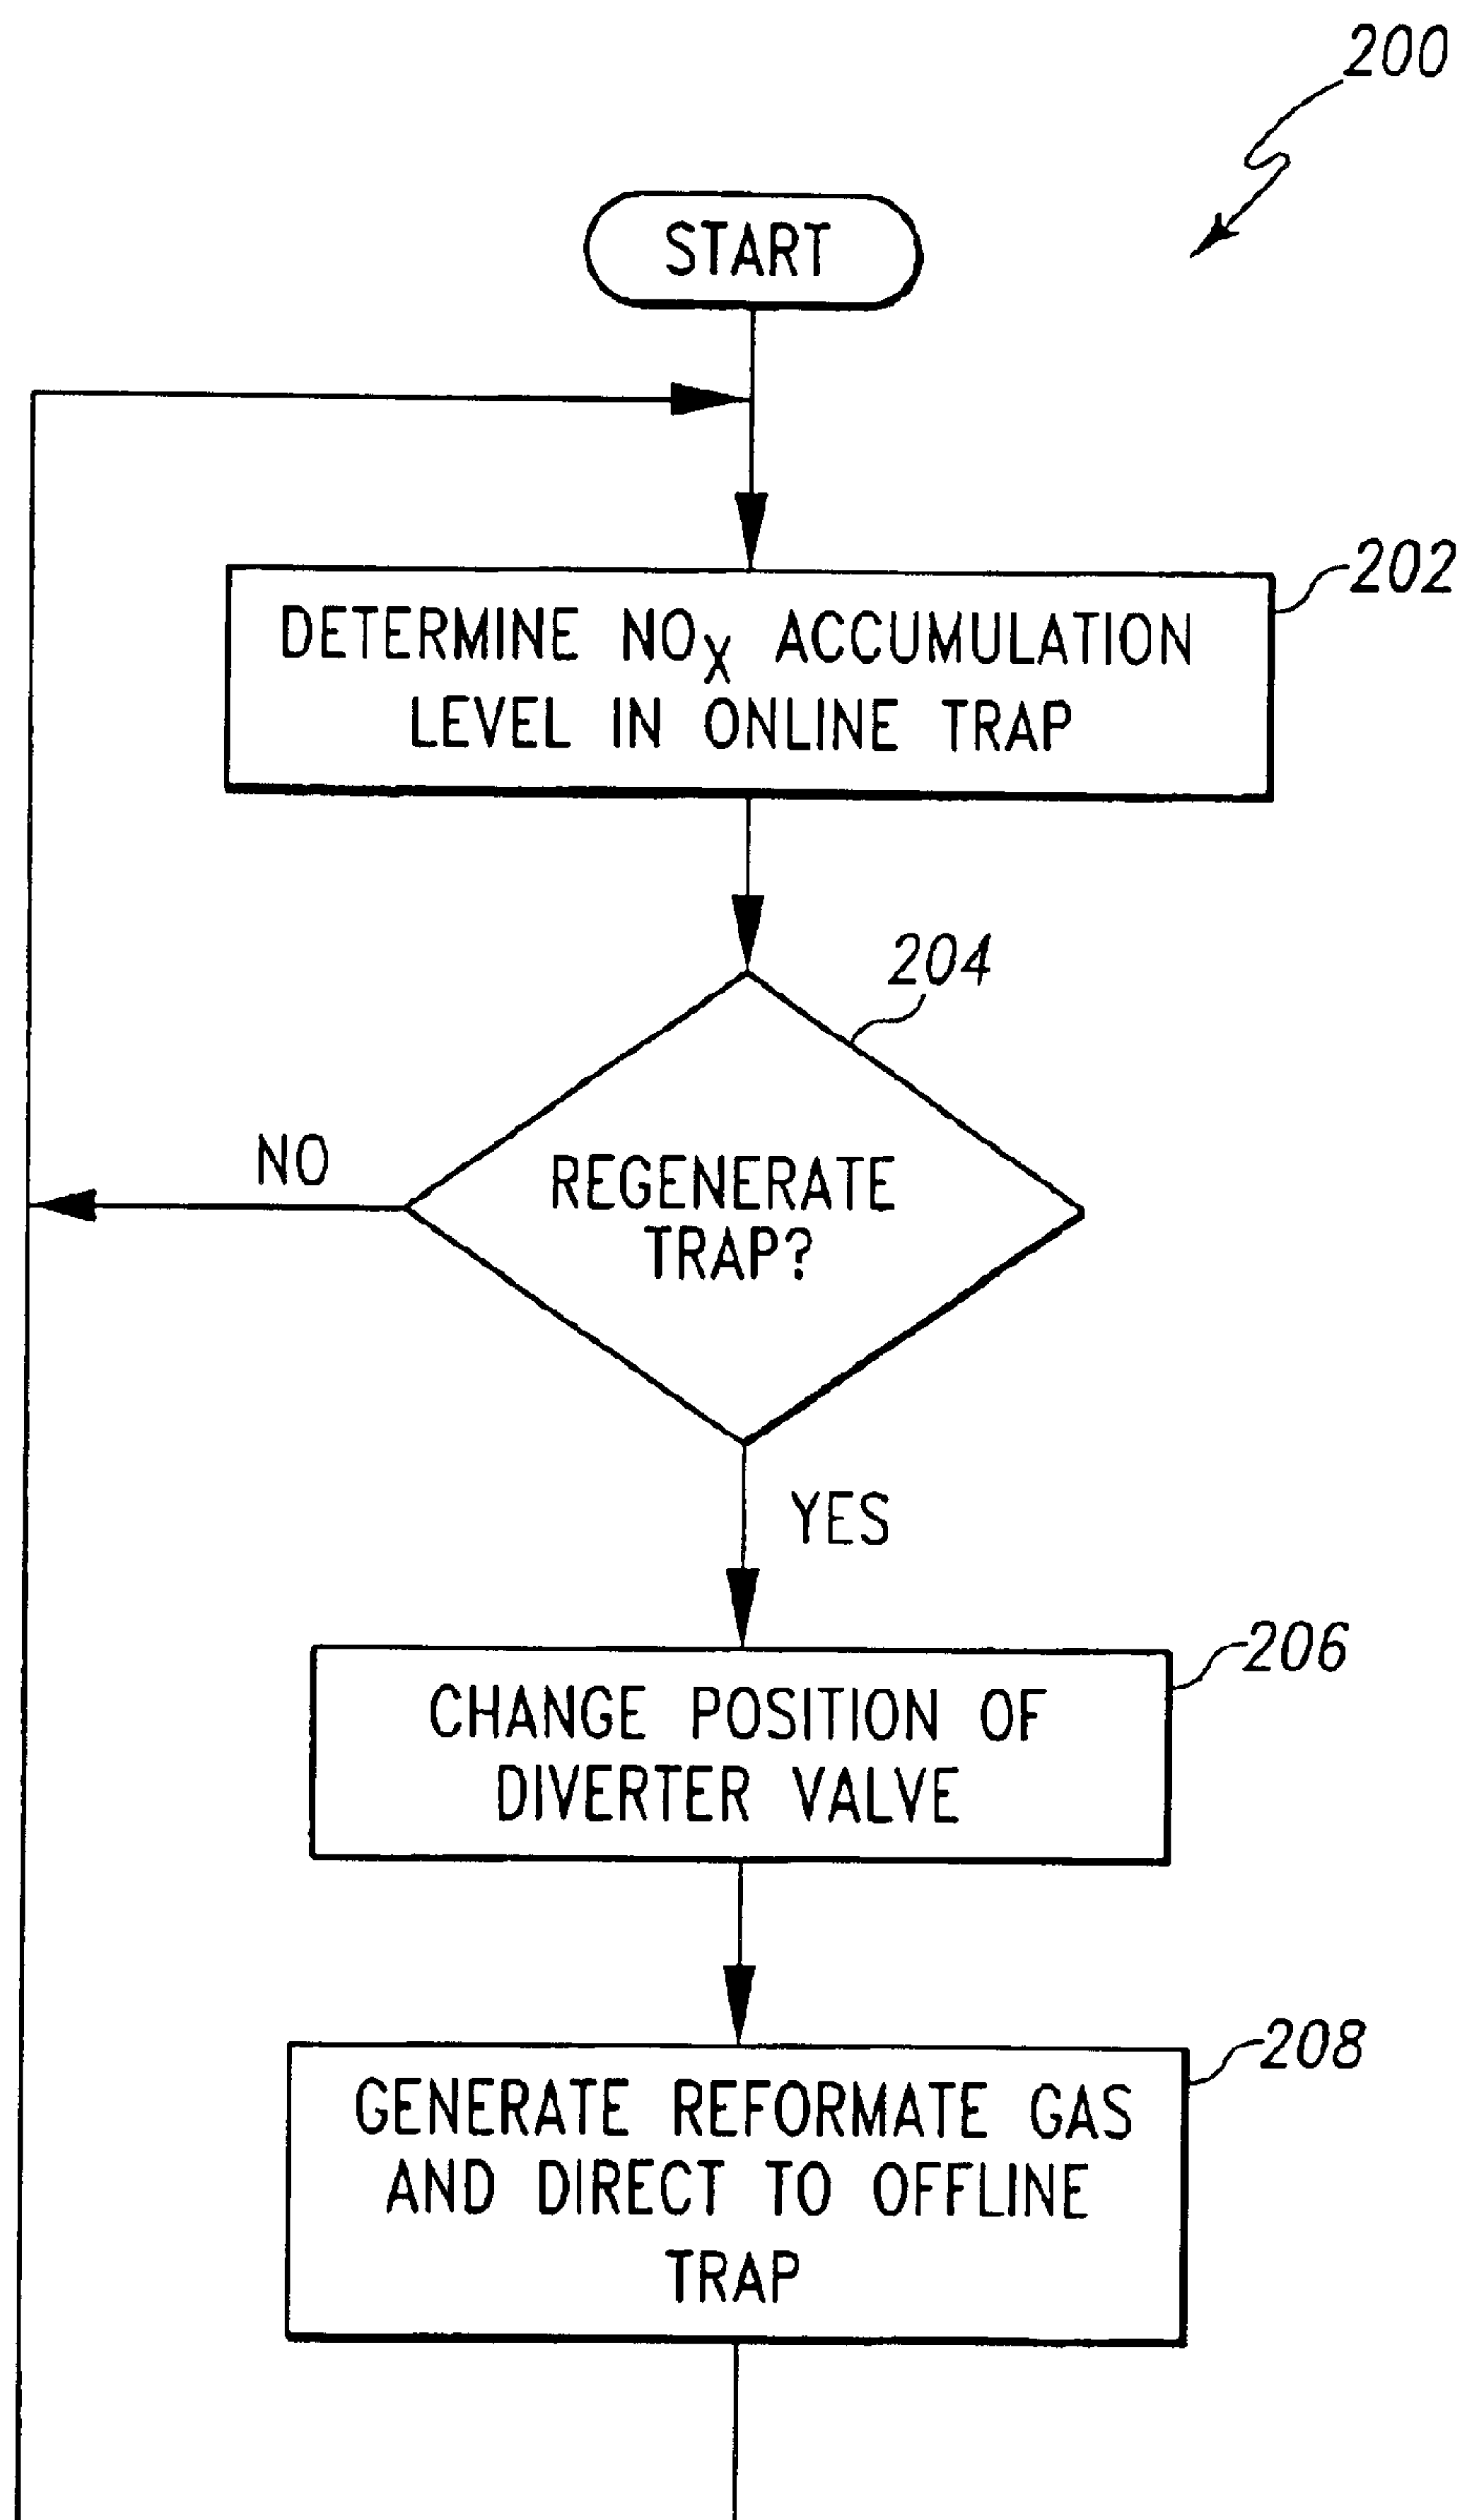 200
START
202
DETERMINE NOX ACCUMULATION
LEVEL IN ONLINE TRAP
204
NO
REGENERATE
TRAP?
YES
206
CHANGE POSITION OF
DIVERTER VALVE
208
GENERATE REFORMATE GAS
AND DIRECT TO OFFLINE
TRAP